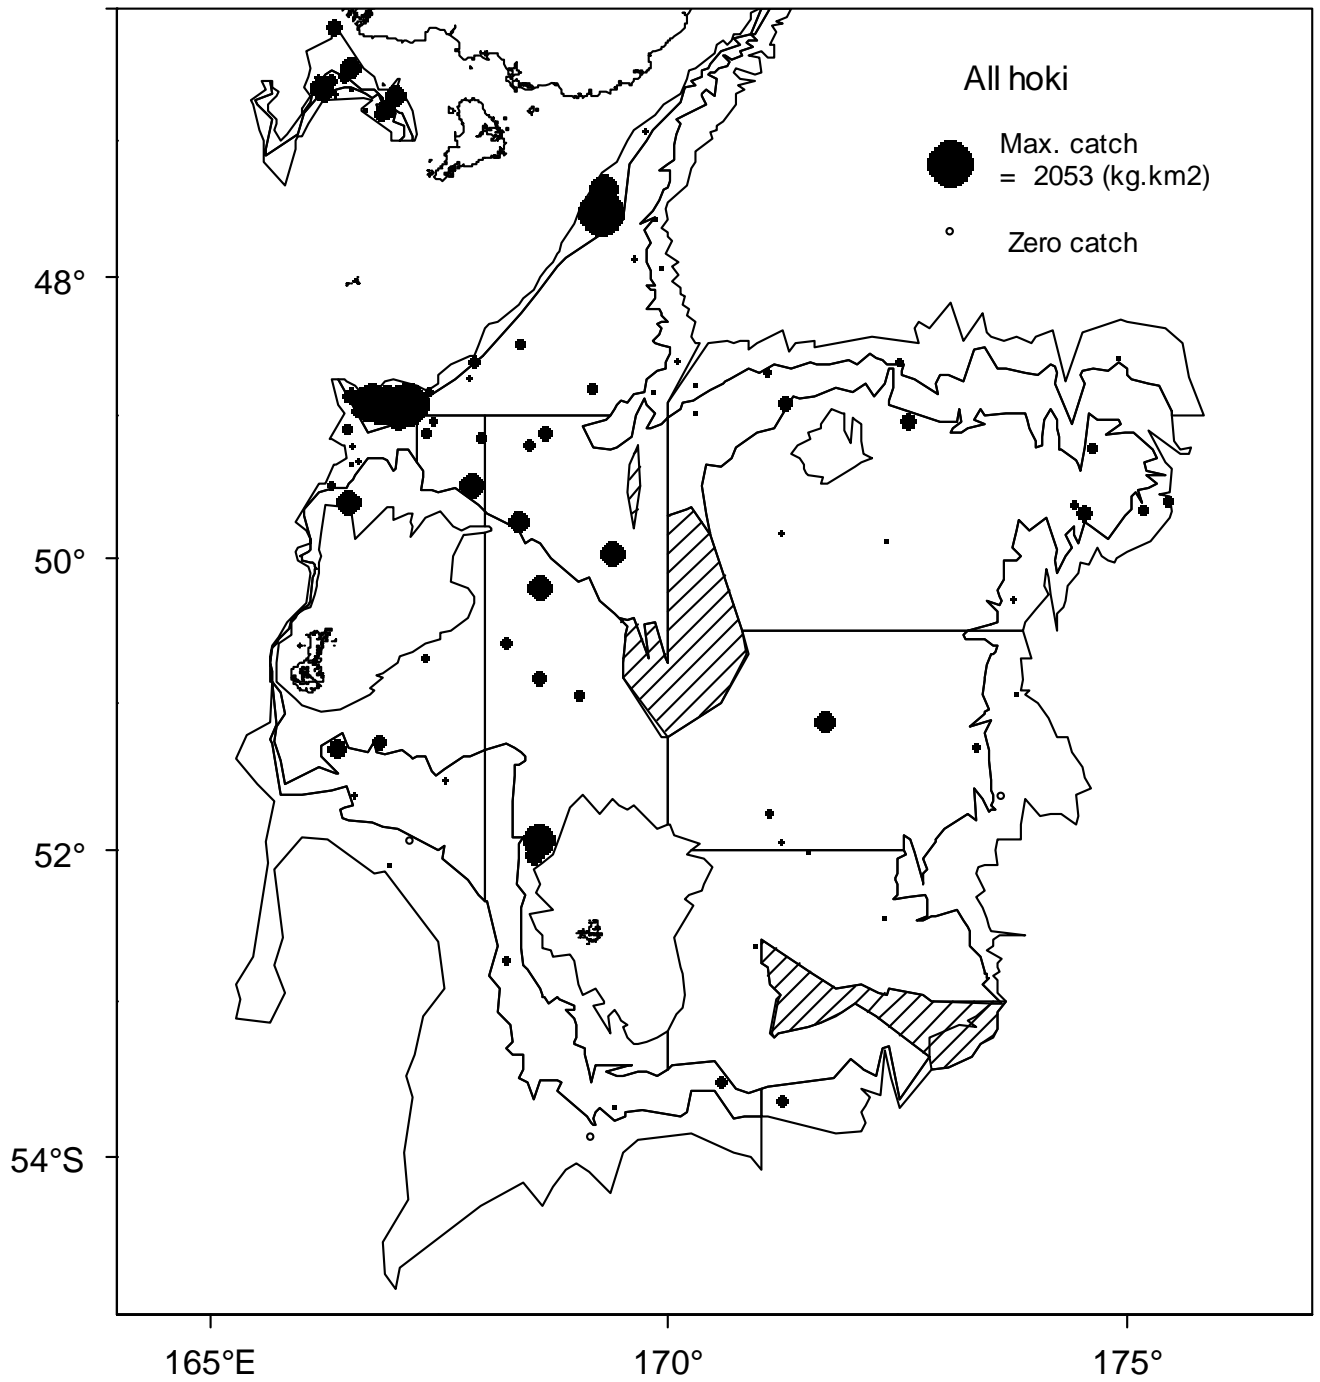 All hoki
Max. catch
= 2053 (kg.km2)
Zero catch
48°
50°
52°
54°S
165°E
170°
175°